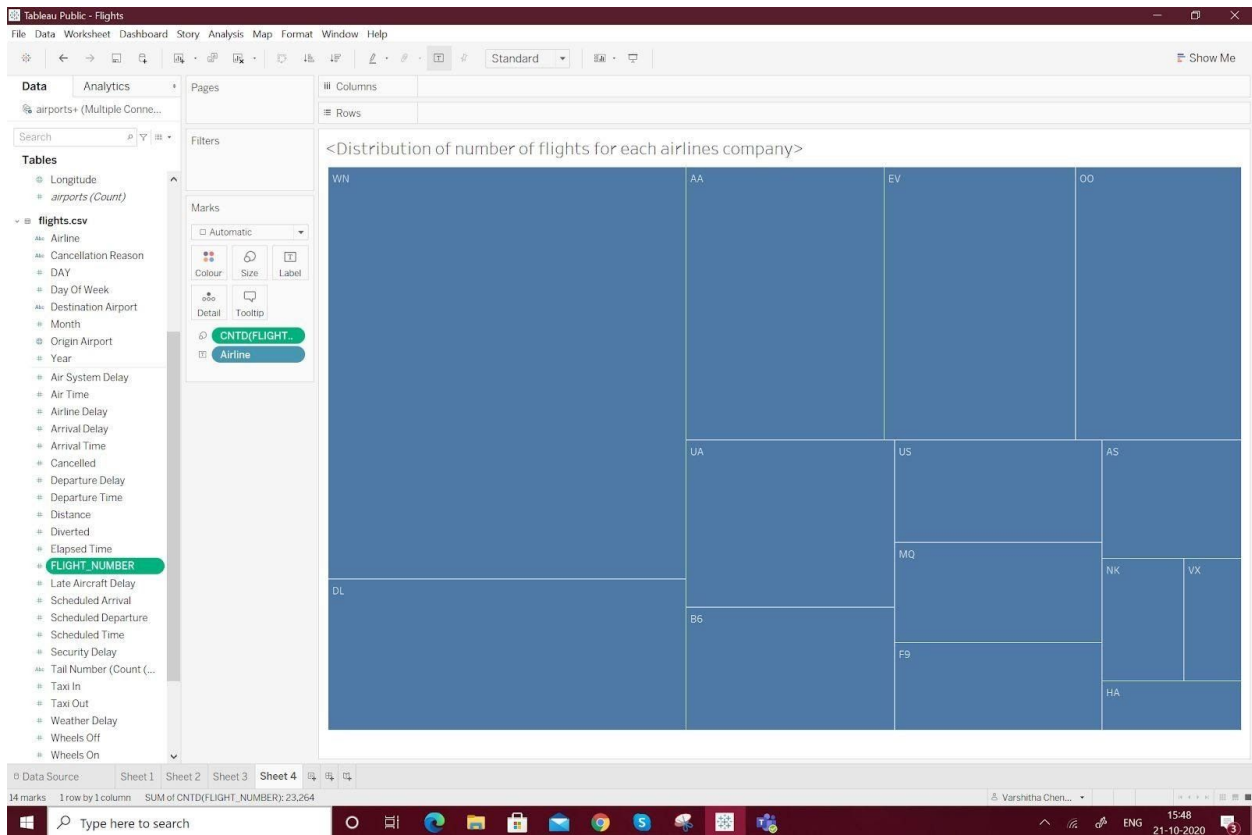 Tableau Public - Flights
File Data Worksheet Dashboard Story Analysis Map Format Window Help
Standard
Show Me
Data Analytics
Pages
Columns
airports+ (Multiple Conne...
Rows
Search
Filters
<Distribution of number of flights for each airlines company>
Tables
Longitude
airports (Count)
flights.csv
Abc Airline
Abc Cancellation Reason
# DAY
# Day Of Week
Abc Destination Airport
# Month
Origin Airport
# Year
# Air System Delay
# Air Time
# Airline Delay
# Arrival Delay
# Arrival Time
# Cancelled
# Departure Delay
# Departure Time
# Distance
# Diverted
# Elapsed Time
# FLIGHT_NUMBER
# Late Aircraft Delay
# Scheduled Arrival
# Scheduled Departure
# Scheduled Time
# Security Delay
Abc Tail Number (Count (...
# Taxi In
# Taxi Out
# Weather Delay
# Wheels Off
# Wheels On
Marks
Automatic
Colour Size Label
Detail Tooltip
CNTD(FLIGHT..
Airline
WN
AA
EV
OO
UA
US
AS
MQ
NK
VX
DL
B6
F9
HA
Data Source Sheet 1 Sheet 2 Sheet 3 Sheet 4
14 marks 1 row by 1 column SUM of CNTD(FLIGHT_NUMBER): 23,264
Varshitha Chen...
Type here to search
ENG
15:48
21-10-2020
3